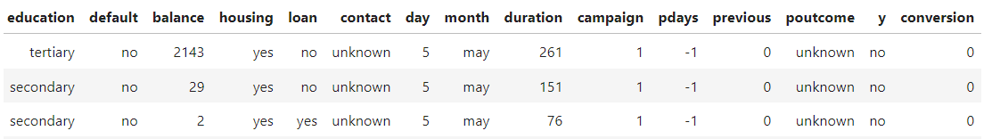 education default balance housing loan contact day month duration campaign pdays previous poutcome y conversion
tertiary no 2143 yes no unknown 5 may 261 1 -1 0 unknown no 0
secondary no 29 yes no unknown 5 may 151 1 -1 0 unknown no 0
secondary no 2 yes yes unknown 5 may 76 1 -1 0 unknown no 0